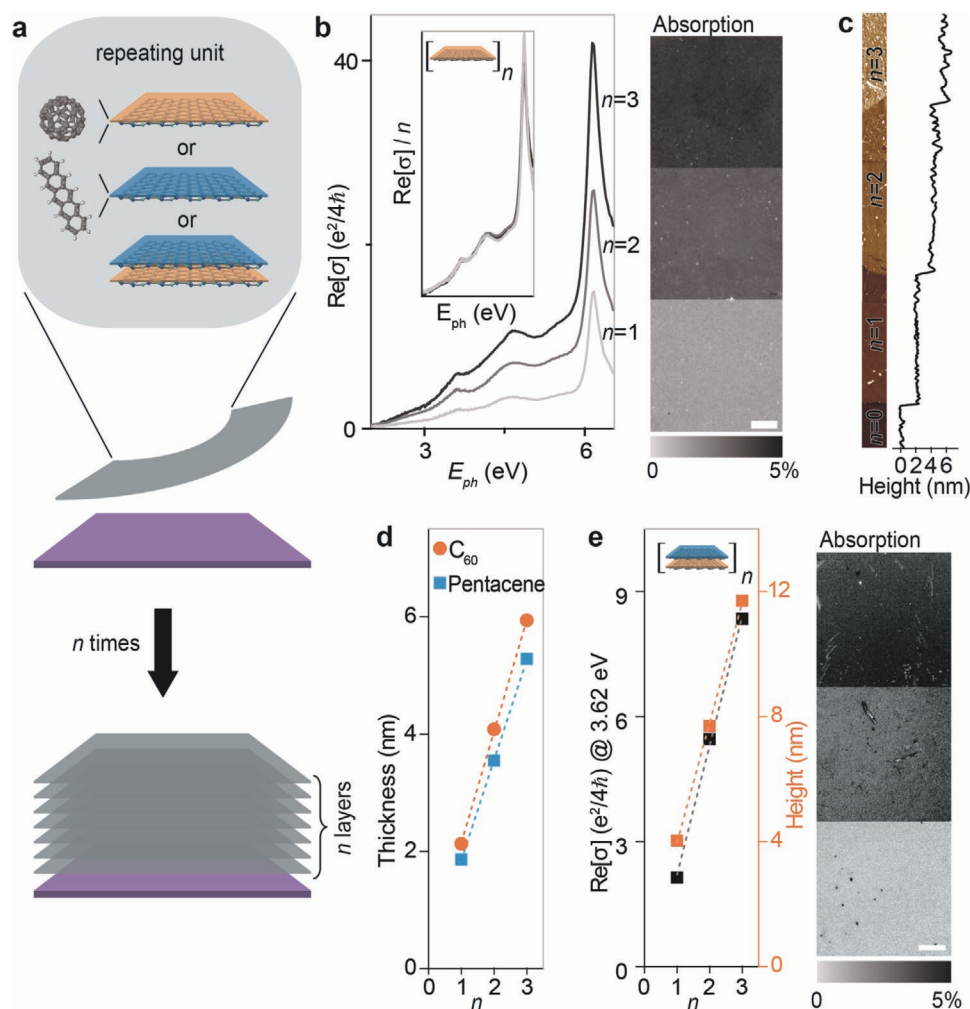 a
repeating unit
or
or
n times
n layers
b
40
0
Re[σ] (e²/4ħ)
[ ]n
Re[σ] / n
E_ph (eV)
n=3
n=2
n=1
3
6
E_ph (eV)
Absorption
0
5%
c
n=3
n=2
n=1
n=0
0 2 4 6
Height (nm)
d
C₆₀
Pentacene
6
4
2
0
Thickness (nm)
0 1 2 3
n
e
[ ]n
9
6
3
0
Re[σ] (e²/4ħ) @ 3.62 eV
12
8
4
0
Height (nm)
0 1 2 3
n
Absorption
0
5%